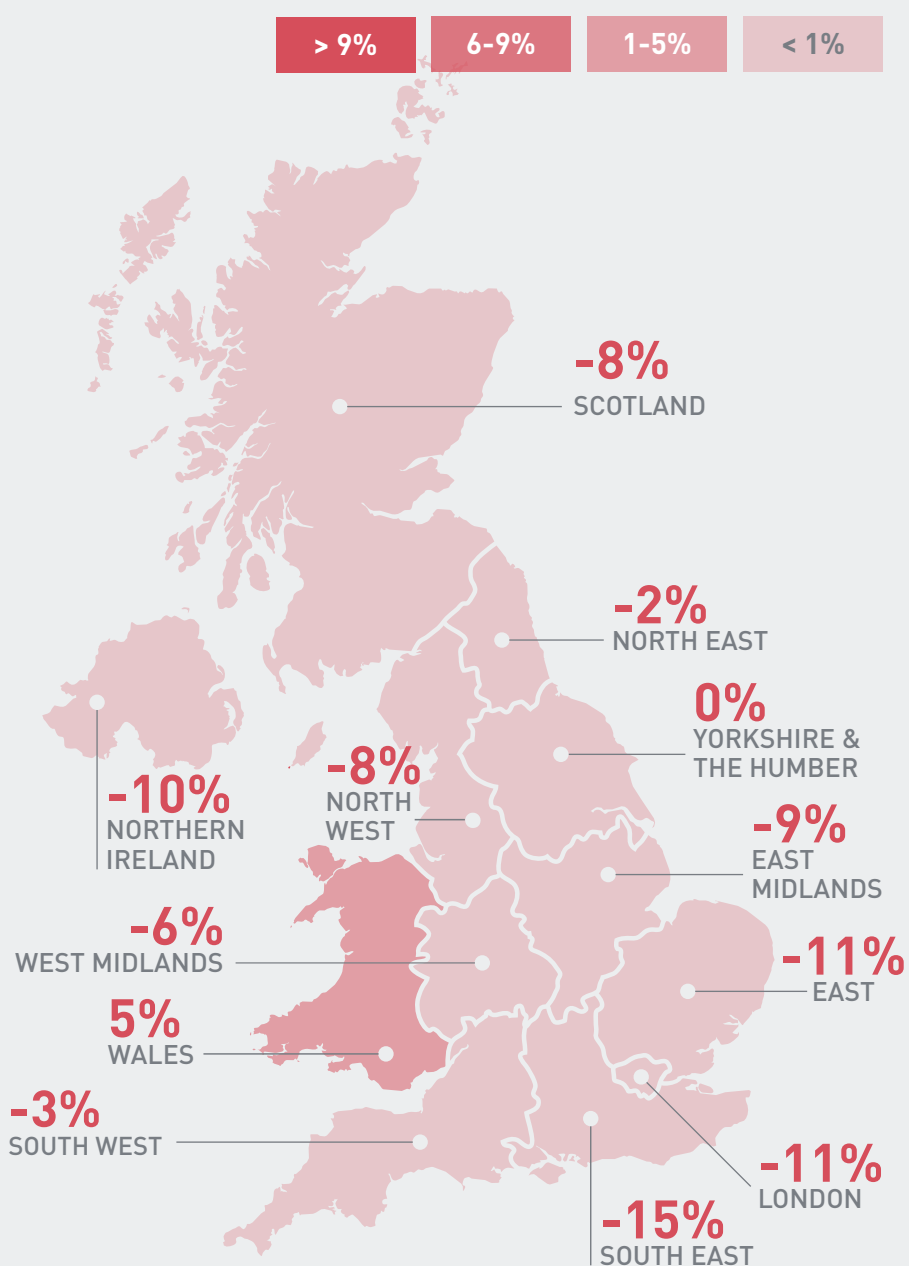 > 9%
6-9%
1-5%
< 1%
-8%
SCOTLAND
-2%
NORTH EAST
0%
YORKSHIRE &
THE HUMBER
-8%
NORTH
WEST
-10%
NORTHERN
IRELAND
-9%
EAST
MIDLANDS
-6%
WEST MIDLANDS
-11%
EAST
5%
WALES
-3%
SOUTH WEST
-11%
LONDON
-15%
SOUTH EAST